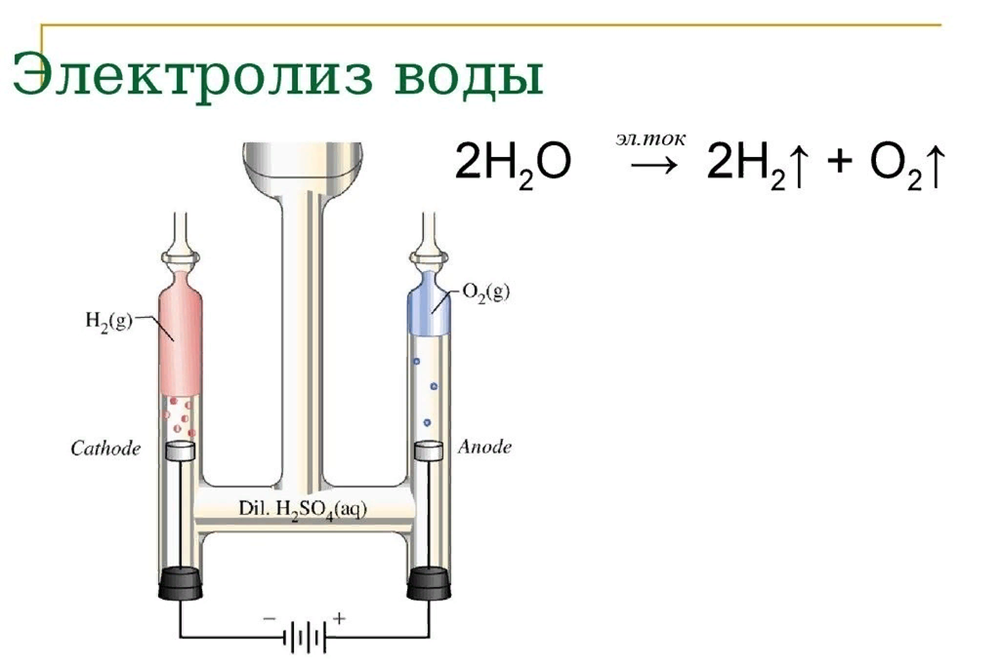 Электролиз воды
эл.ток
2H₂O → 2H₂↑ + O₂↑
O₂(g)
H₂(g)
Cathode
Anode
Dil. H₂SO₄(aq)
− +